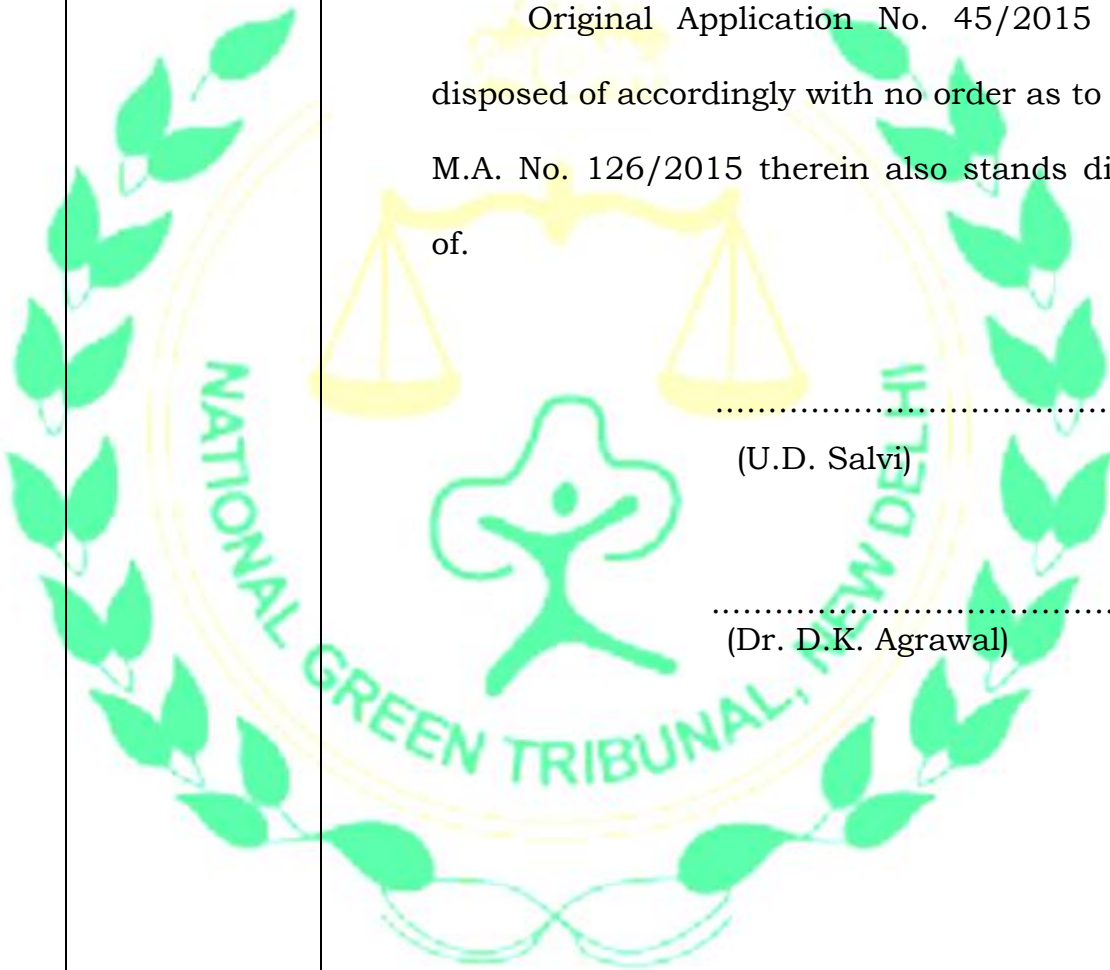 Original Application No. 45/2015
disposed of accordingly with no order as to
M.A. No. 126/2015 therein also stands di
of.
....................................
(U.D. Salvi)
....................................
(Dr. D.K. Agrawal)
NATIONAL GREEN TRIBUNAL, NEW DELHI